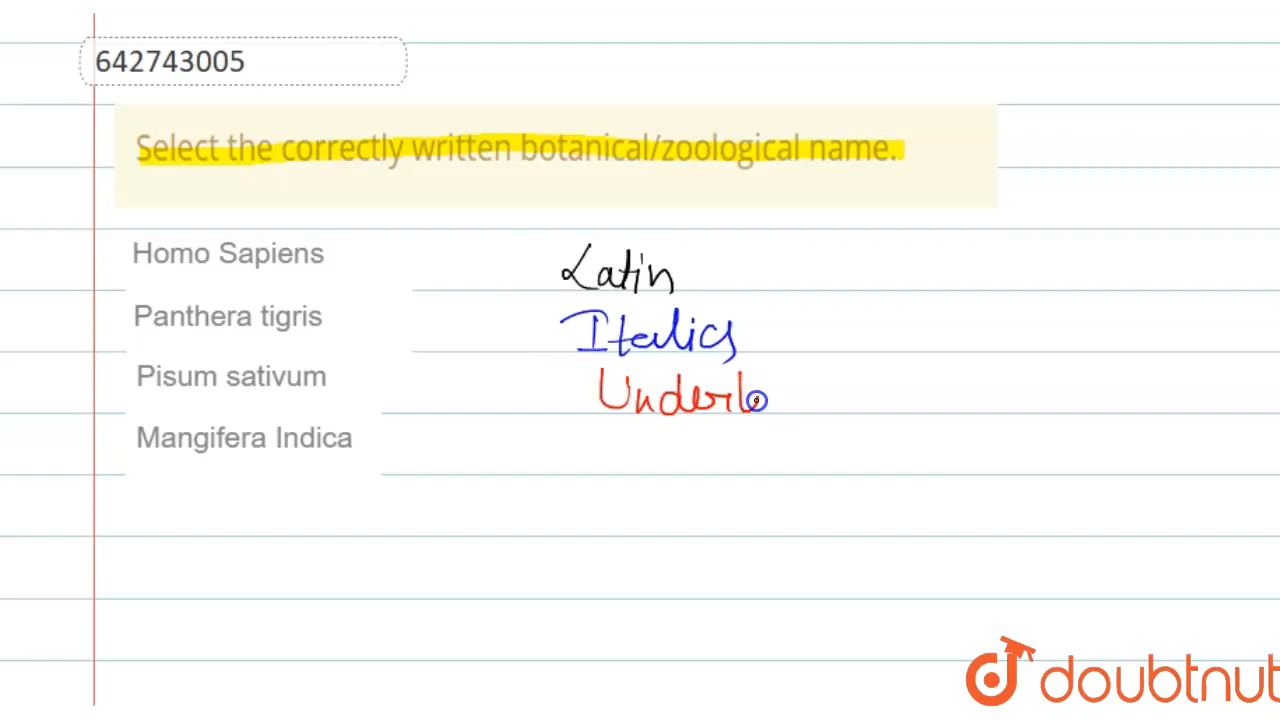 642743005
Select the correctly written botanical/zoological name.
Homo Sapiens
Latin
Panthera tigris
Italics
Pisum sativum
Underl
Mangifera Indica
doubtnut